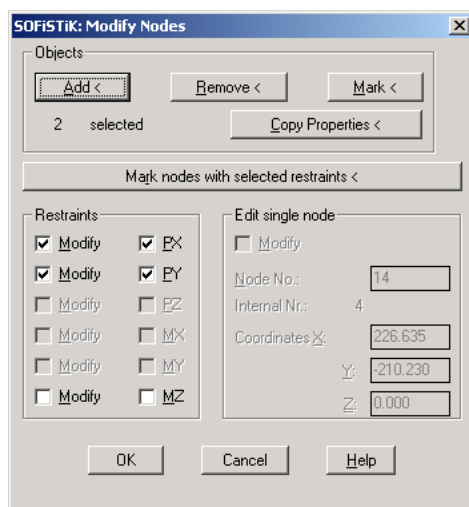 SOFiSTiK: Modify Nodes
Objects
Add < Remove < Mark <
2 selected Copy Properties <
Mark nodes with selected restraints <
Restraints
Modify PX
Modify PY
Modify PZ
Modify MX
Modify MY
Modify MZ
Edit single node
Modify
Node No.: 14
Internal Nr.: 4
Coordinates X: 226.635
Y: -210.230
Z: 0.000
OK Cancel Help